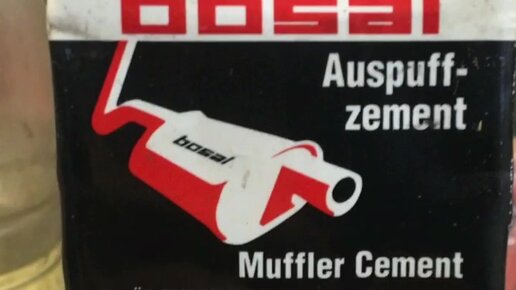 bosal
Auspuff-
zement
bosal
Muffler Cement